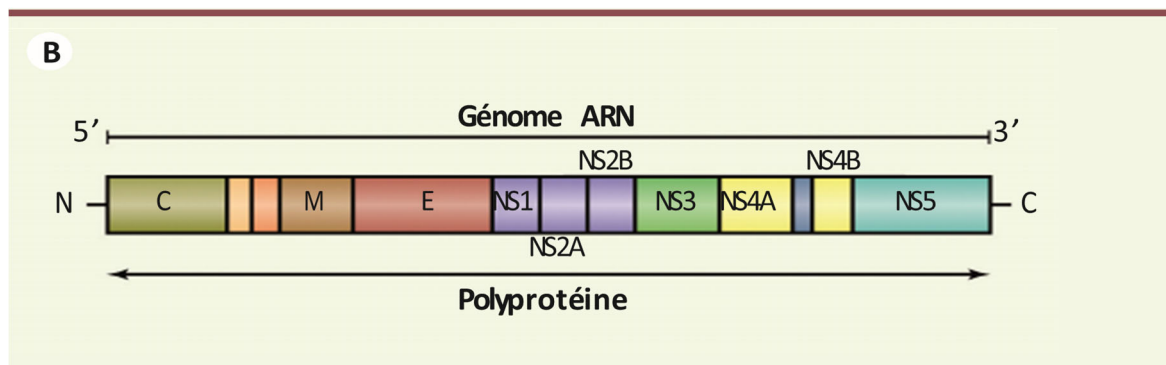 B
Génome ARN
5’ 3’
NS2B NS4B
N C M E NS1 NS3 NS4A NS5 C
NS2A
Polyprotéine